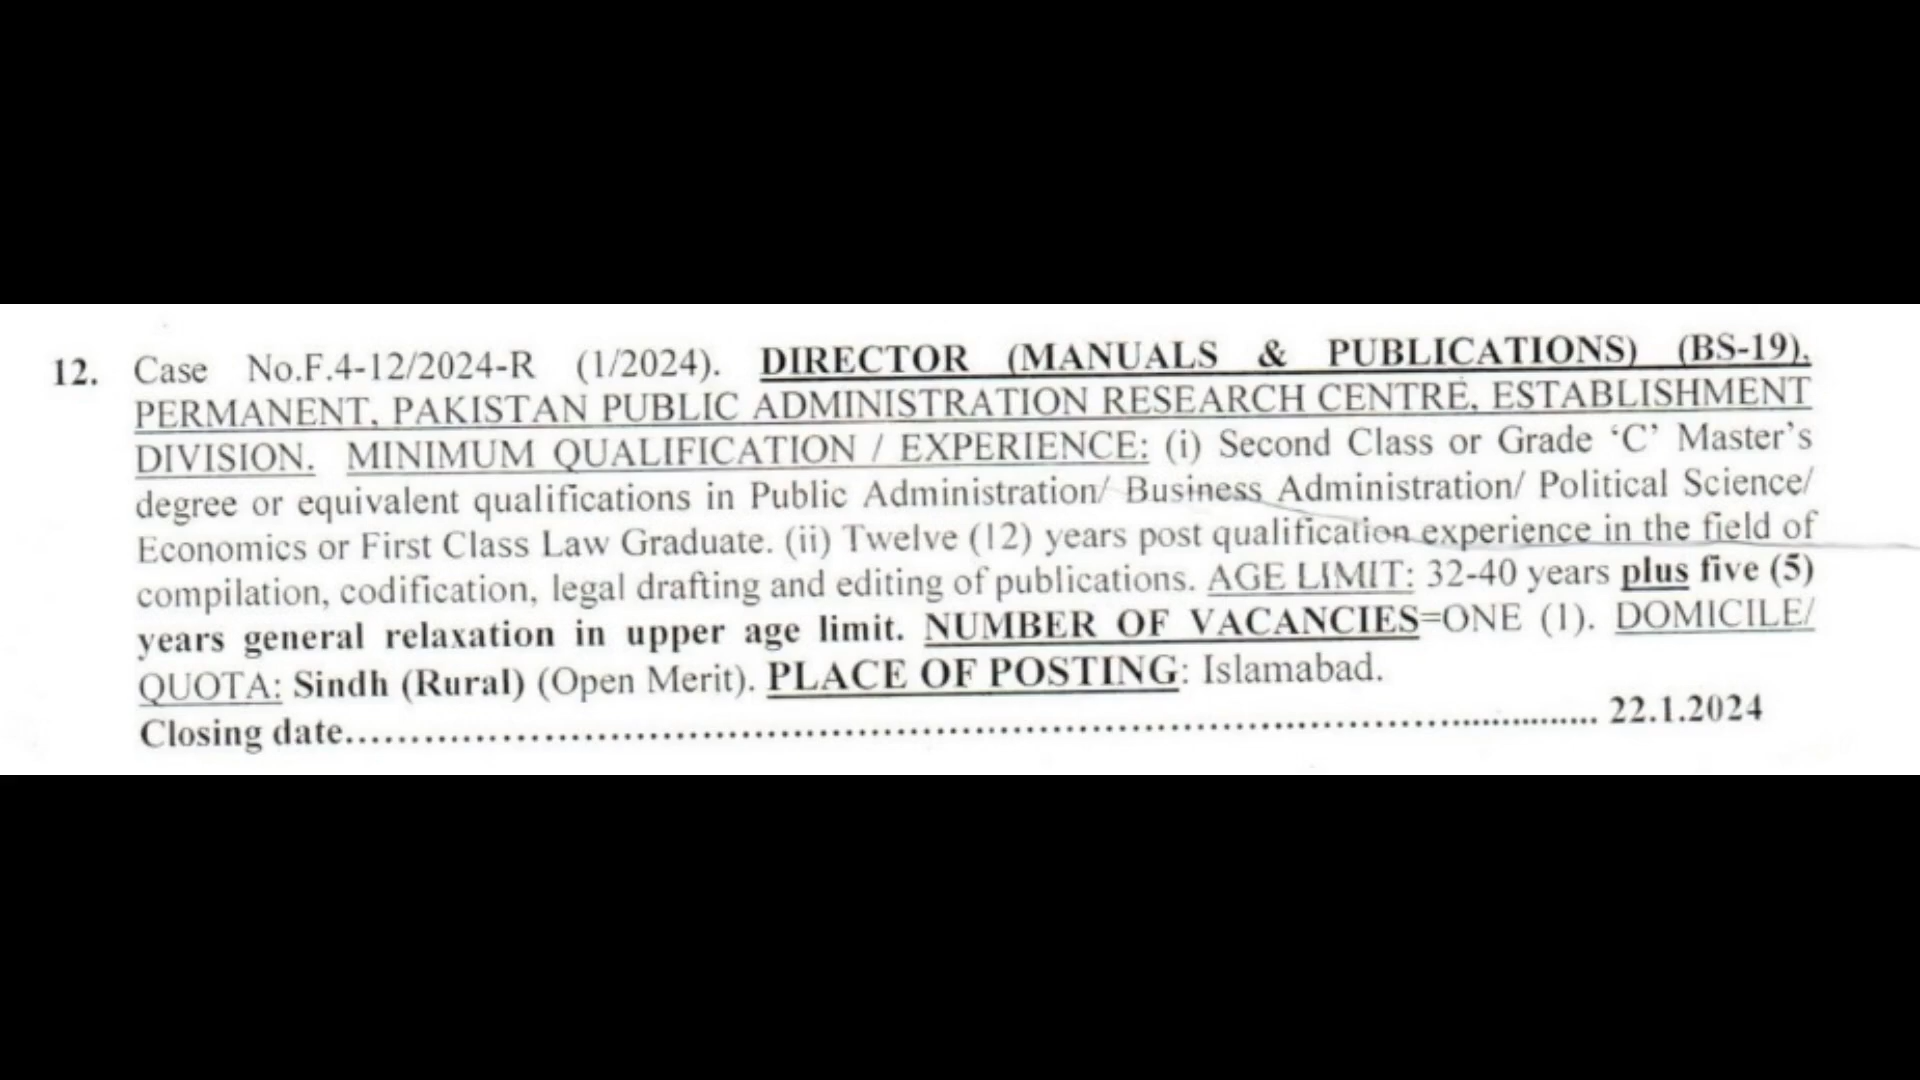 12. Case No.F.4-12/2024-R (1/2024). DIRECTOR (MANUALS & PUBLICATIONS) (BS-19),
PERMANENT, PAKISTAN PUBLIC ADMINISTRATION RESEARCH CENTRE, ESTABLISHMENT
DIVISION. MINIMUM QUALIFICATION / EXPERIENCE: (i) Second Class or Grade ‘C’ Master’s
degree or equivalent qualifications in Public Administration/ Business Administration/ Political Science/
Economics or First Class Law Graduate. (ii) Twelve (12) years post qualification experience in the field of
compilation, codification, legal drafting and editing of publications. AGE LIMIT: 32-40 years plus five (5)
years general relaxation in upper age limit. NUMBER OF VACANCIES=ONE (1). DOMICILE/
QUOTA: Sindh (Rural) (Open Merit). PLACE OF POSTING: Islamabad.
Closing date........................................................................................................ 22.1.2024